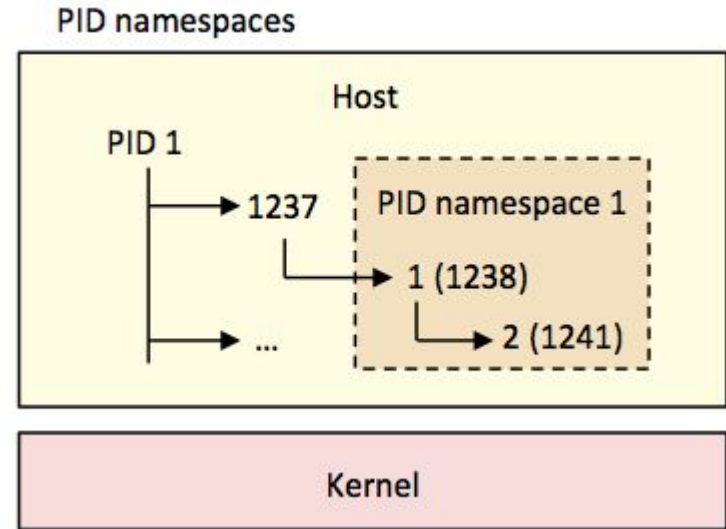 PID namespaces
Host
PID 1
1237
PID namespace 1
1 (1238)
...
2 (1241)
Kernel